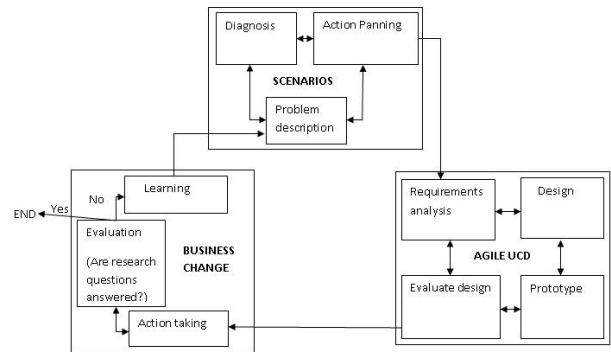 Diagnosis
Action Panning
SCENARIOS
Problem
description
Learning
No
Yes
END
Evaluation
(Are research
questions
answered?)
BUSINESS
CHANGE
Action taking
Requirements
analysis
Design
AGILE UCD
Evaluate design
Prototype